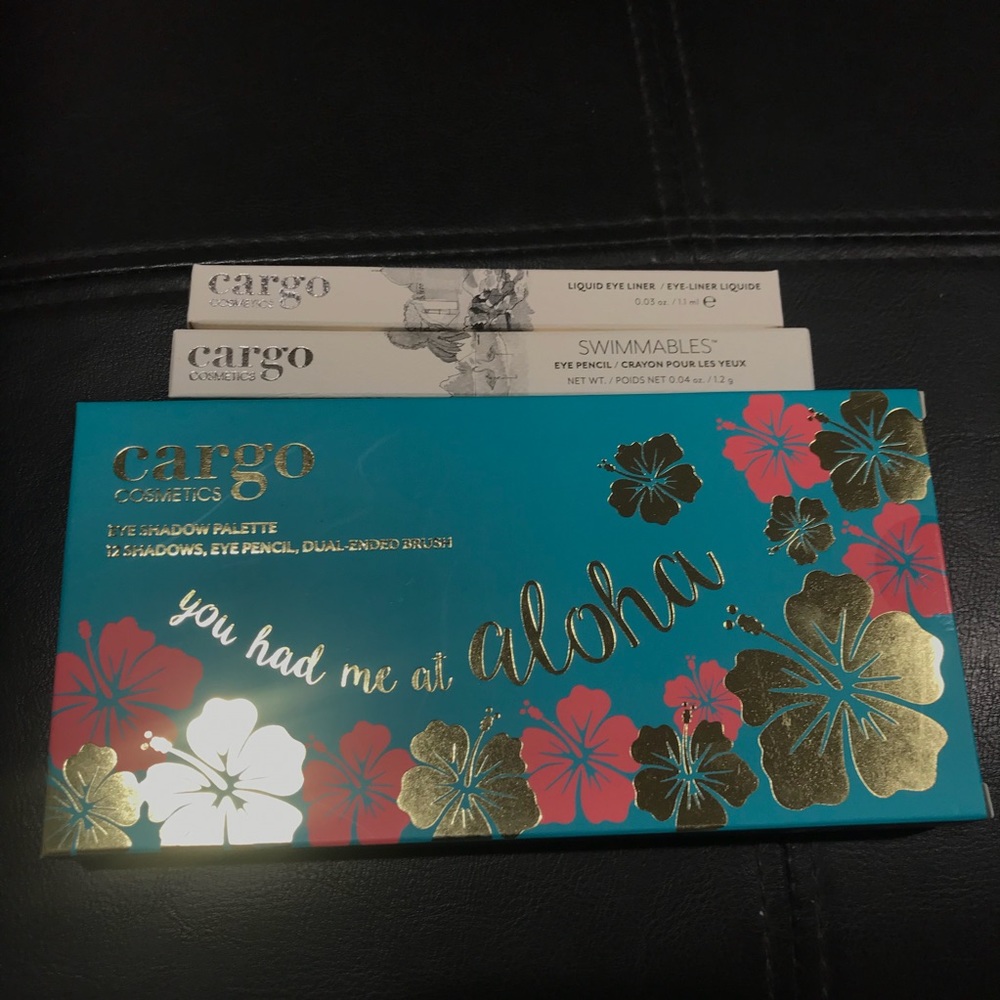 cargo
COSMETICS
LIQUID EYE LINER / EYE-LINER LIQUIDE
0.03 oz. / 1.1 ml ℮
cargo
COSMETICS
SWIMMABLES™
EYE PENCIL / CRAYON POUR LES YEUX
NET WT. / POIDS NET 0.04 oz. / 1.2 g
cargo
COSMETICS
EYE SHADOW PALETTE
12 SHADOWS, EYE PENCIL, DUAL-ENDED BRUSH
you had me at aloha